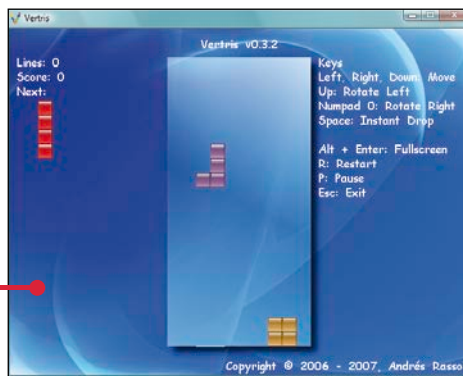 Vertris
Vertris v0.3.2
Lines: 0
Score: 0
Next:
Keys
Left, Right, Down: Move
Up: Rotate Left
Numpad 0: Rotate Right
Space: Instant Drop
Alt + Enter: Fullscreen
R: Restart
P: Pause
Esc: Exit
Copyright © 2006 - 2007, Andrés Rasso